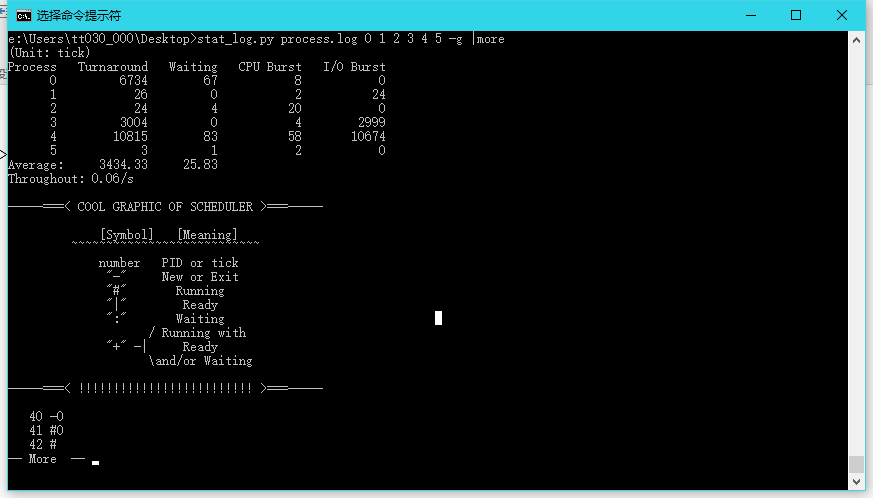 选择命令提示符
e:\Users\tt030_000\Desktop>stat_log.py process.log 0 1 2 3 4 5 -g |more
(Unit: tick)
Process   Turnaround   Waiting   CPU Burst   I/O Burst
      0         6734        67           8           0
      1           26         0           2          24
      2           24         4          20           0
      3         3004         0           4        2999
      4        10815        83          58       10674
      5            3         1           2           0
Average:     3434.33     25.83
Throughout: 0.06/s
-----===< COOL GRAPHIC OF SCHEDULER >===-----
[Symbol]   [Meaning]
~~~~~~~~~~~~~~~~~~~~~~~~~~~
number   PID or tick
"-"     New or Exit
"#"       Running
"|"        Ready
":"       Waiting
/ Running with
"+" -|     Ready
\and/or Waiting
-----===< !!!!!!!!!!!!!!!!!!!!!!!!! >===-----
40 -0
41 #0
42 #
-- More  --